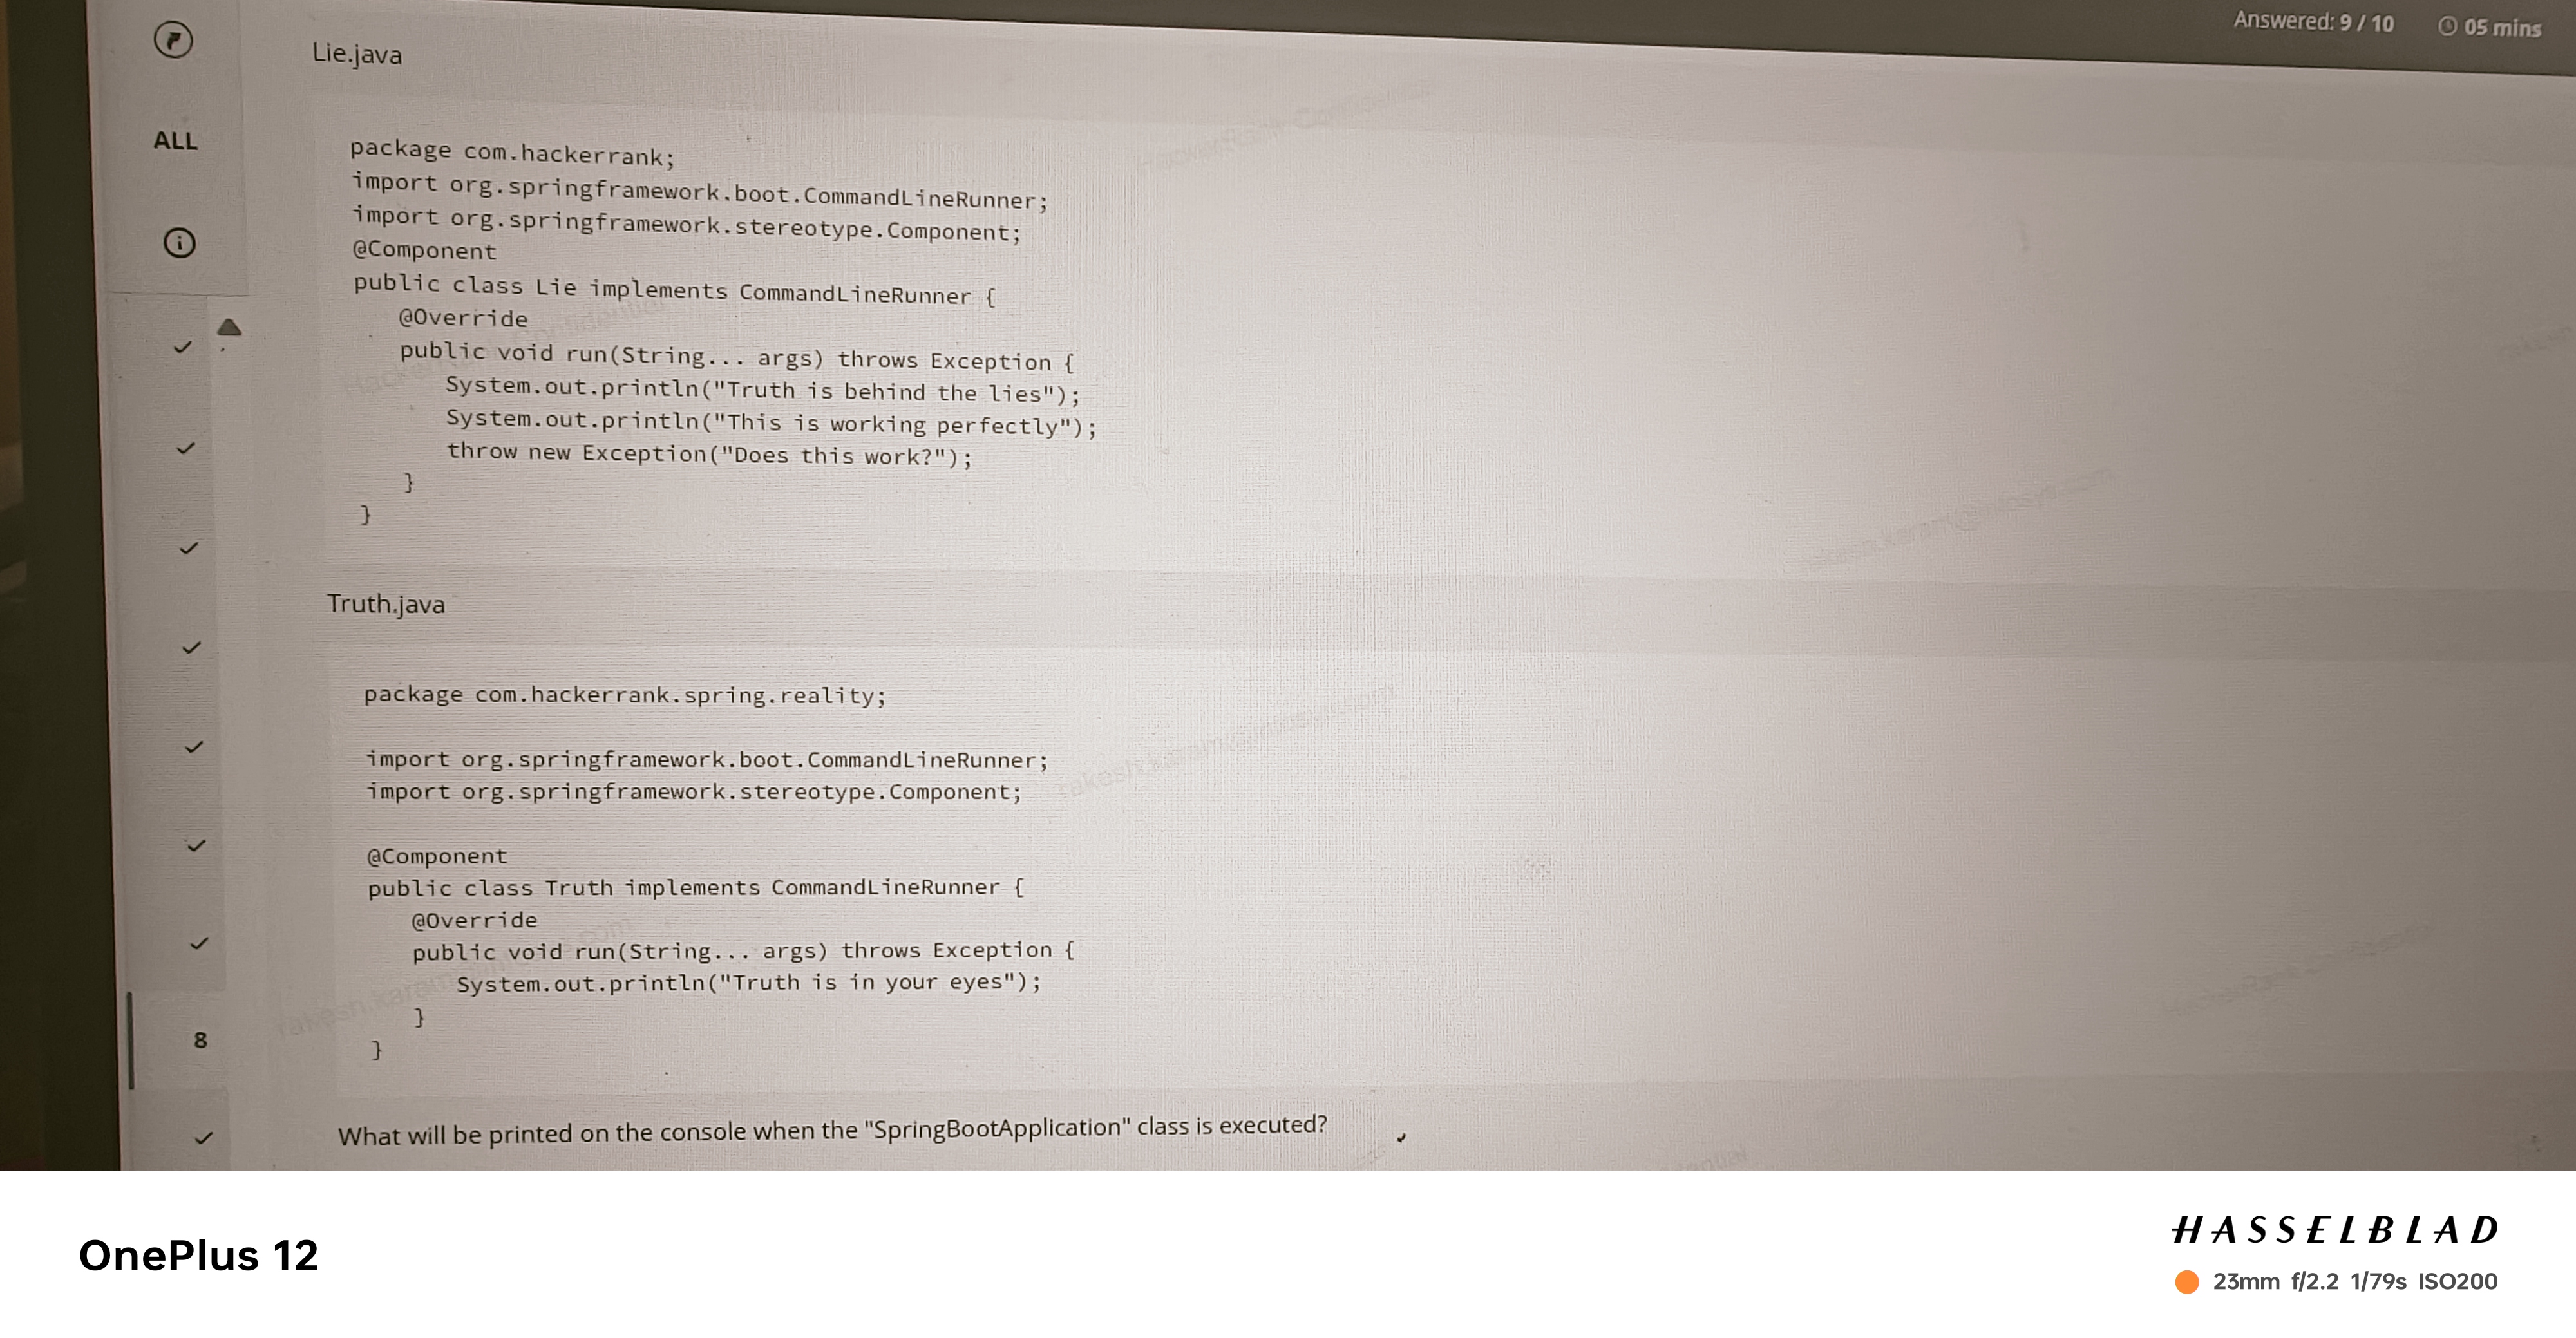 Answered: 9 / 10
05 mins
Lie.java
ALL
package com.hackerrank;
import org.springframework.boot.CommandLineRunner;
import org.springframework.stereotype.Component;
@Component
public class Lie implements CommandLineRunner {
@Override
public void run(String... args) throws Exception {
System.out.println("Truth is behind the lies");
System.out.println("This is working perfectly");
throw new Exception("Does this work?");
}
}
Truth.java
package com.hackerrank.spring.reality;
import org.springframework.boot.CommandLineRunner;
import org.springframework.stereotype.Component;
@Component
public class Truth implements CommandLineRunner {
@Override
public void run(String... args) throws Exception {
System.out.println("Truth is in your eyes");
}
}
8
What will be printed on the console when the "SpringBootApplication" class is executed?
OnePlus 12
HASSELBLAD
23mm f/2.2 1/79s ISO200